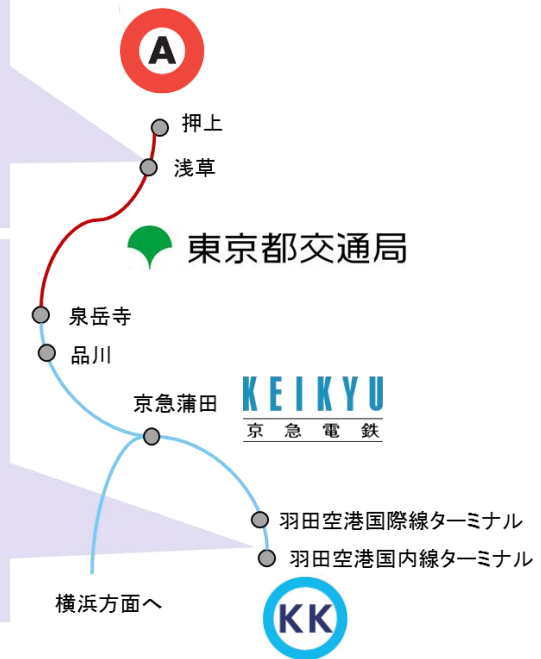 A
押上
浅草
東京都交通局
泉岳寺
品川
京急蒲田
KEIKYU
京急電鉄
羽田空港国際線ターミナル
羽田空港国内線ターミナル
横浜方面へ
KK